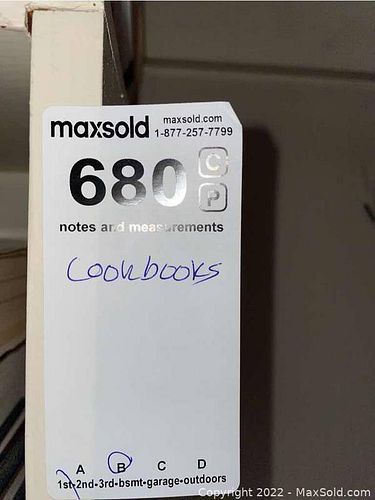 maxsold maxsold.com
1-877-257-7799
680 C
P
notes and measurements
Cookbooks
A B C D
1st-2nd-3rd-bsmt-garage-outdoors
Copyright 2022 - MaxSold.com